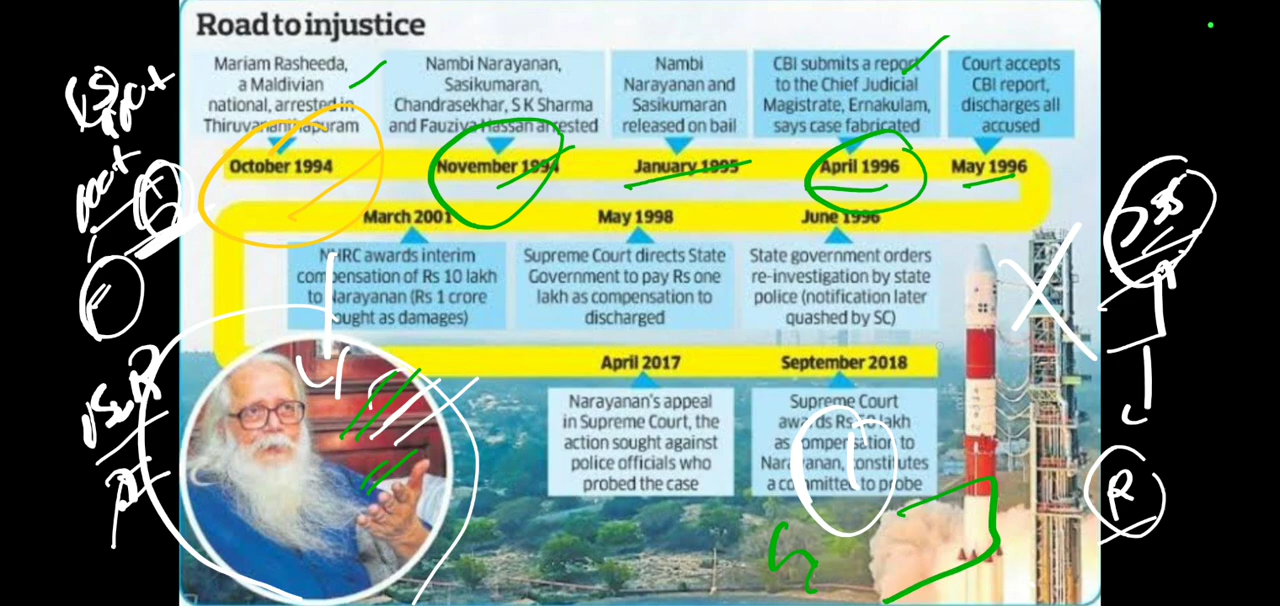 Road to injustice
Mariam Rasheeda,
a Maldivian
national, arrested in
Thiruvananthapuram
October 1994
Nambi Narayanan,
Sasikumaran,
Chandrasekhar, S K Sharma
and Fauziya Hassan arrested
November 1994
Nambi
Narayanan and
Sasikumaran
released on bail
January 1995
CBI submits a report
to the Chief Judicial
Magistrate, Ernakulam,
says case fabricated
April 1996
Court accepts
CBI report,
discharges all
accused
May 1996
June 1996
State government orders
re-investigation by state
police (notification later
quashed by SC)
May 1998
Supreme Court directs State
Government to pay Rs one
lakh as compensation to
discharged
March 2001
NHRC awards interim
compensation of Rs 10 lakh
to Narayanan (Rs 1 crore
sought as damages)
April 2017
Narayanan's appeal
in Supreme Court, the
action sought against
police officials who
probed the case
September 2018
Supreme Court
awards Rs 50 lakh
as compensation to
Narayanan, constitutes
a committee to probe
R